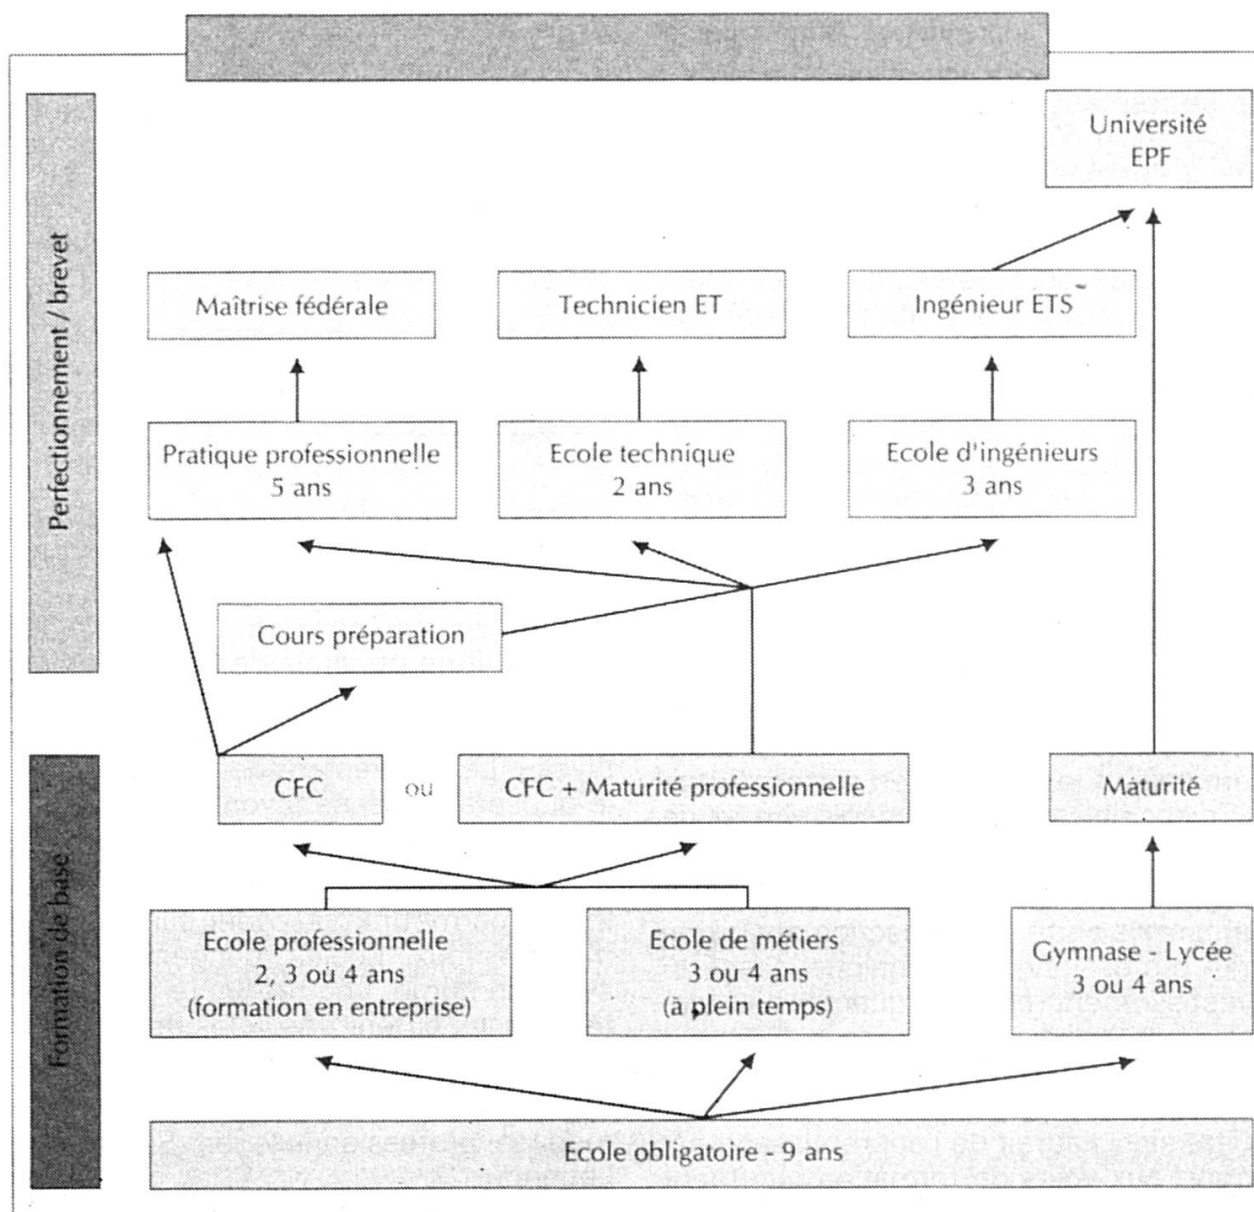 Université
EPF
Perfectionnement / brevet
Maîtrise fédérale
Technicien ET
Ingénieur ETS
Pratique professionnelle
5 ans
Ecole technique
2 ans
Ecole d'ingénieurs
3 ans
Cours préparation
CFC
ou
CFC + Maturité professionnelle
Maturité
Formation de base
Ecole professionnelle
2, 3 ou 4 ans
(formation en entreprise)
Ecole de métiers
3 ou 4 ans
(à plein temps)
Gymnase - Lycée
3 ou 4 ans
Ecole obligatoire - 9 ans